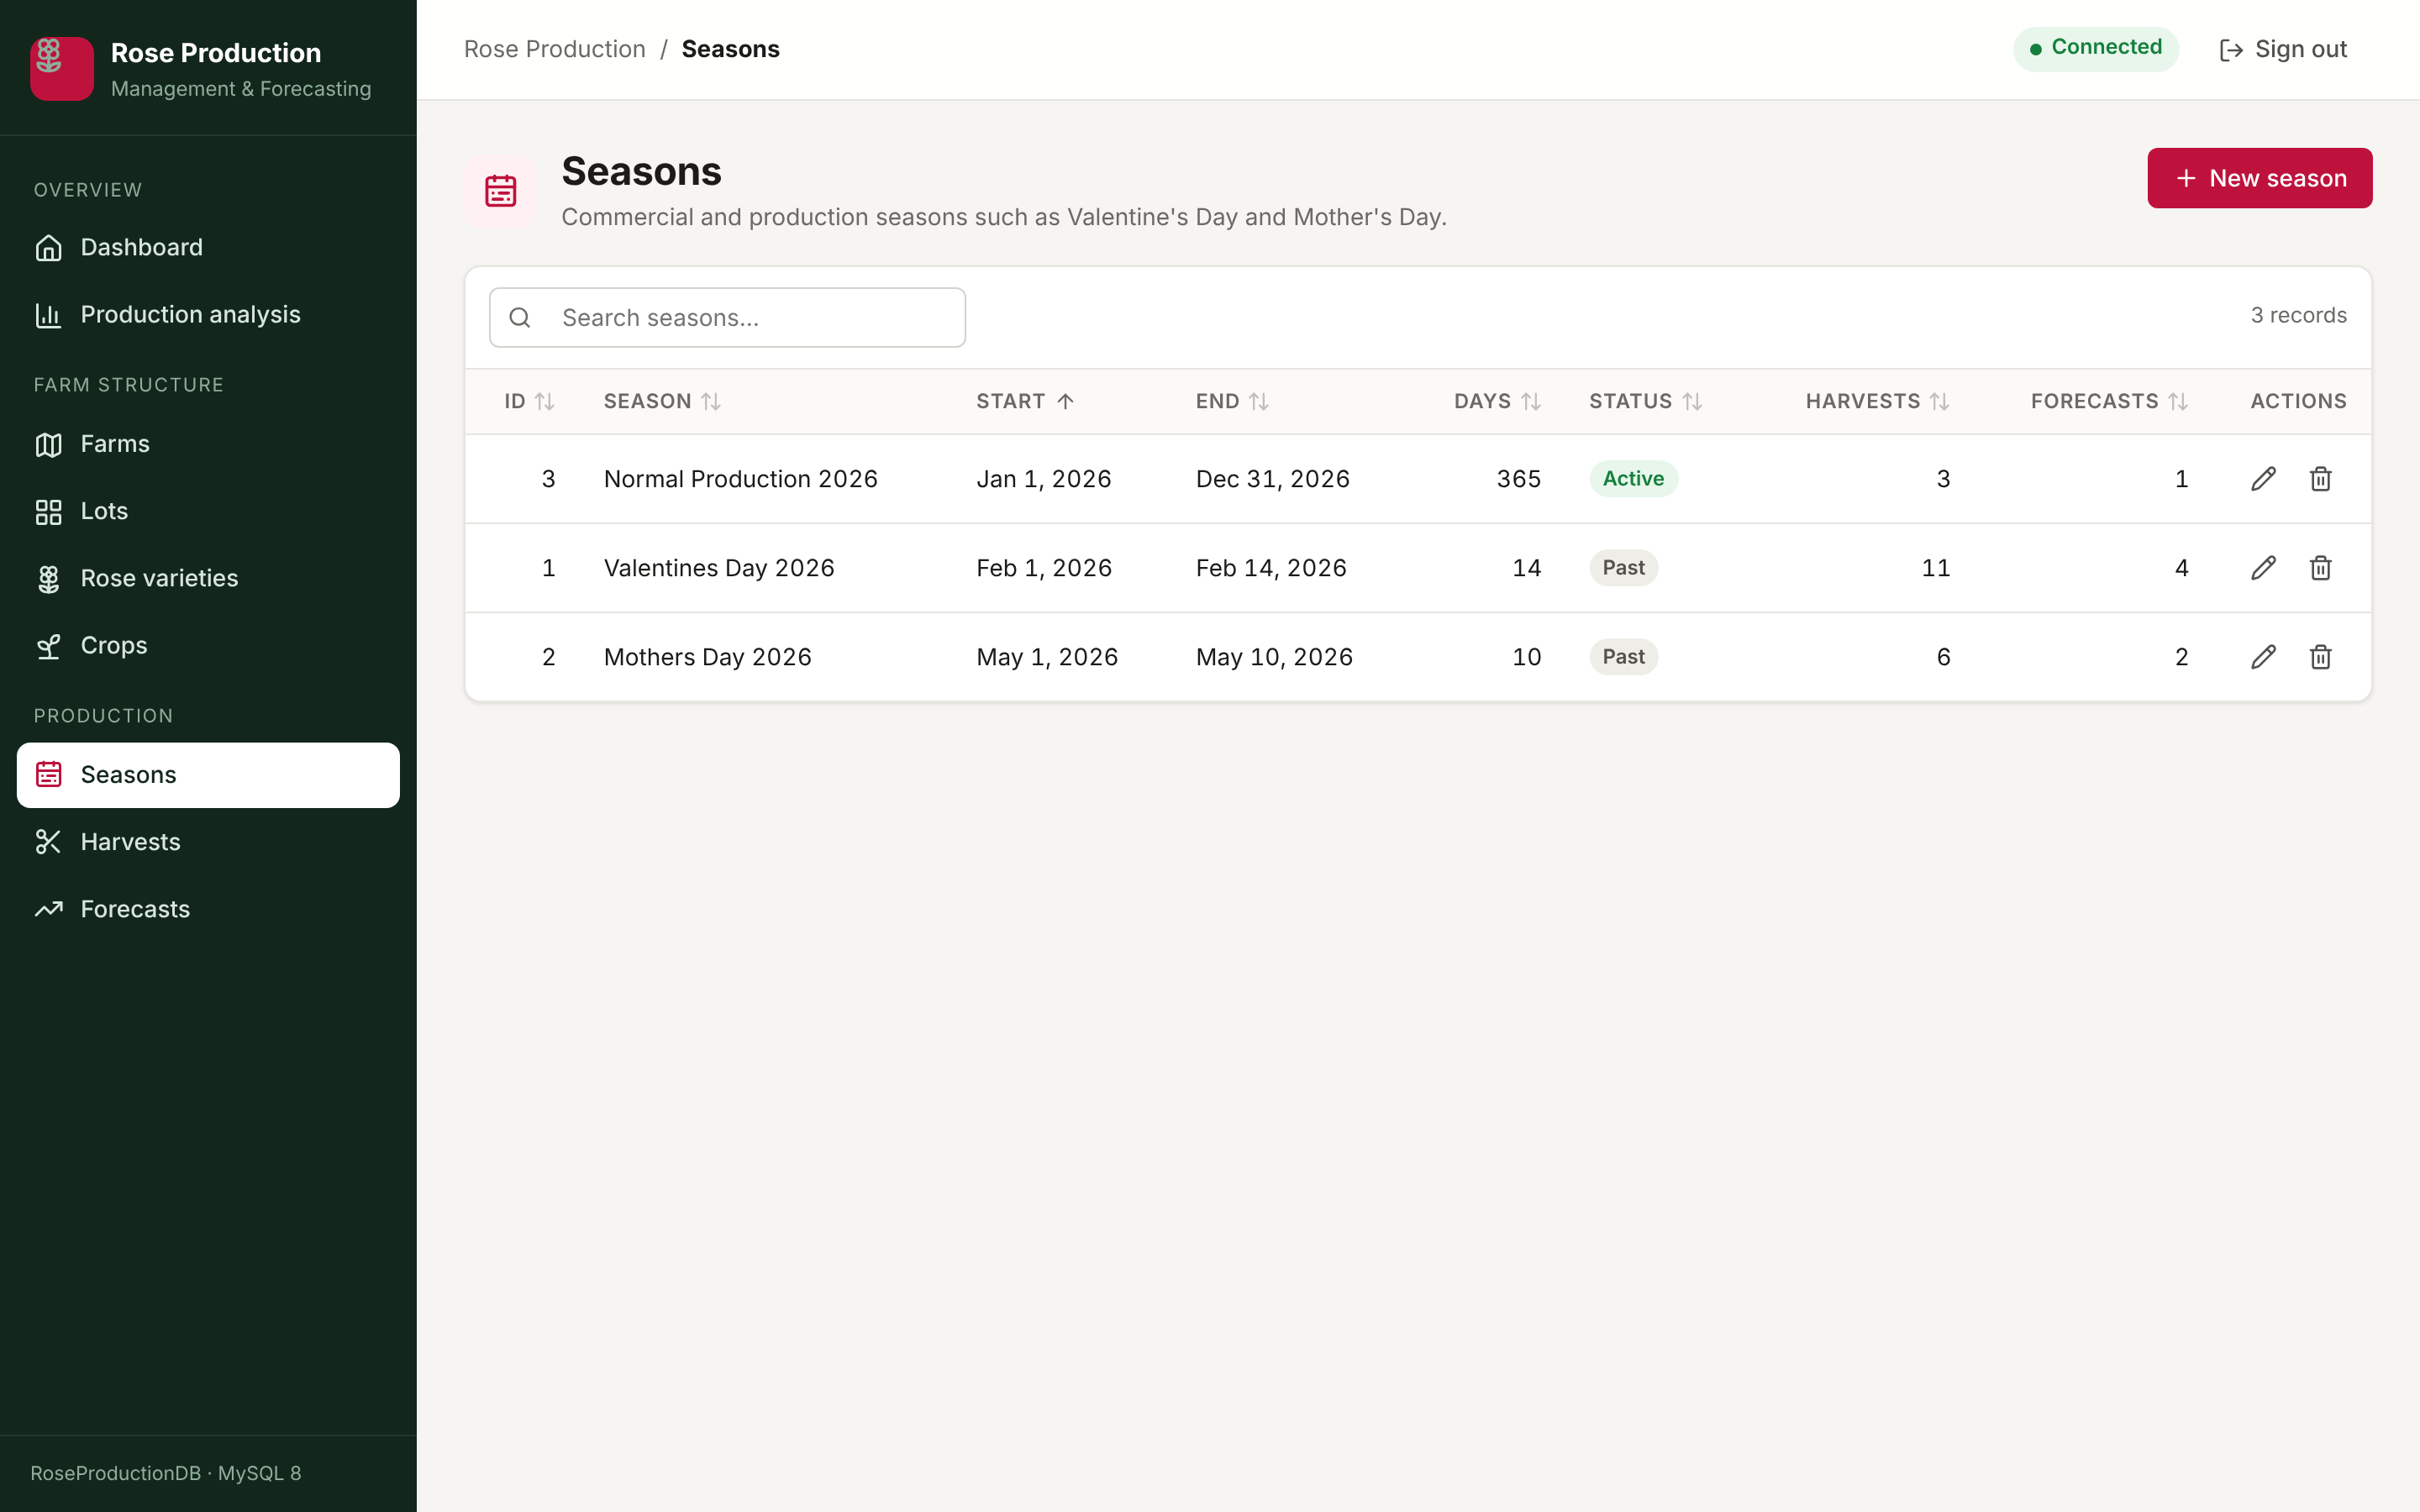 Rose Production
Management & Forecasting
OVERVIEW
Dashboard
Production analysis
FARM STRUCTURE
Farms
Lots
Rose varieties
Crops
PRODUCTION
Seasons
Harvests
Forecasts
RoseProductionDB · MySQL 8
Rose Production / Seasons
Connected
Sign out
Seasons
Commercial and production seasons such as Valentine's Day and Mother's Day.
New season
Search seasons...
3 records
ID SEASON START END DAYS STATUS HARVESTS FORECASTS ACTIONS
3 Normal Production 2026 Jan 1, 2026 Dec 31, 2026 365 Active 3 1
1 Valentines Day 2026 Feb 1, 2026 Feb 14, 2026 14 Past 11 4
2 Mothers Day 2026 May 1, 2026 May 10, 2026 10 Past 6 2